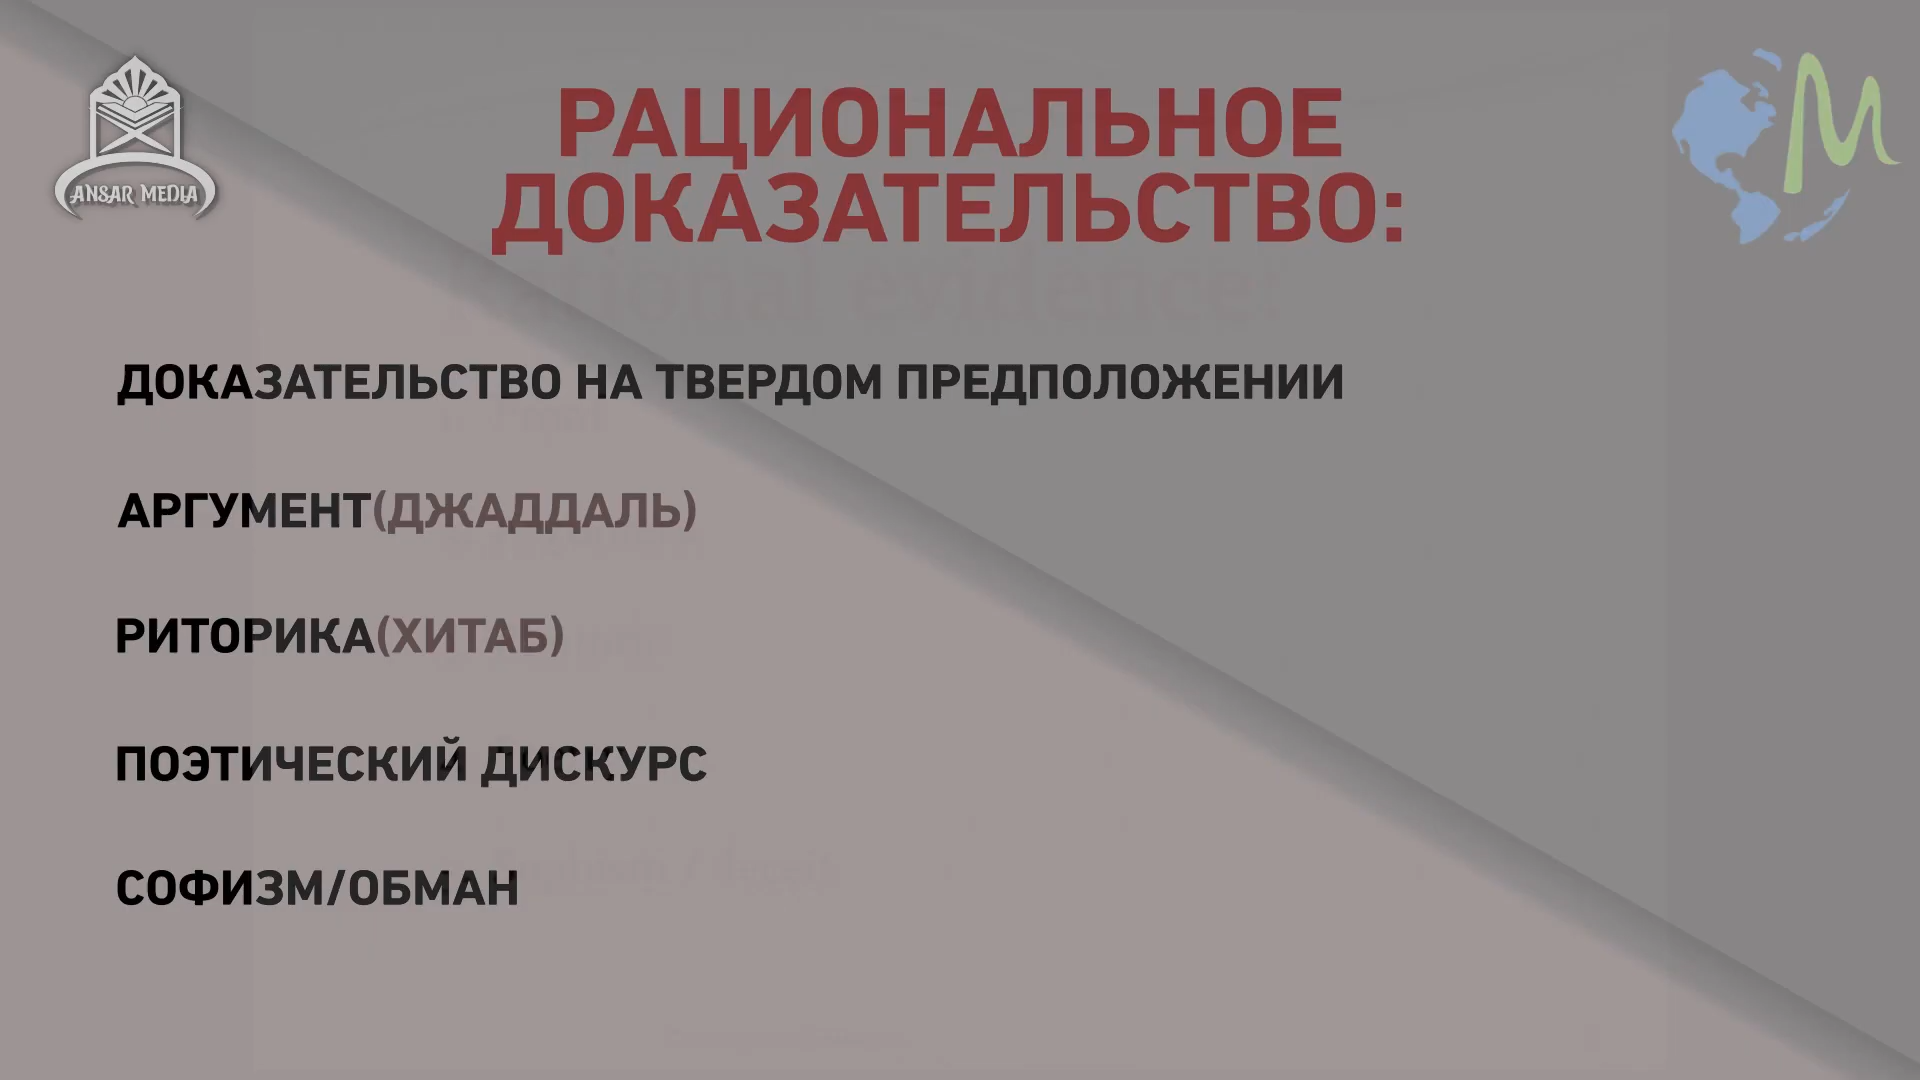 ANSAR MEDIA
M
РАЦИОНАЛЬНОЕ
ДОКАЗАТЕЛЬСТВО:
ДОКАЗАТЕЛЬСТВО НА ТВЕРДОМ ПРЕДПОЛОЖЕНИИ
АРГУМЕНТ(ДЖАДДАЛЬ)
РИТОРИКА(ХИТАБ)
ПОЭТИЧЕСКИЙ ДИСКУРС
СОФИЗМ/ОБМАН